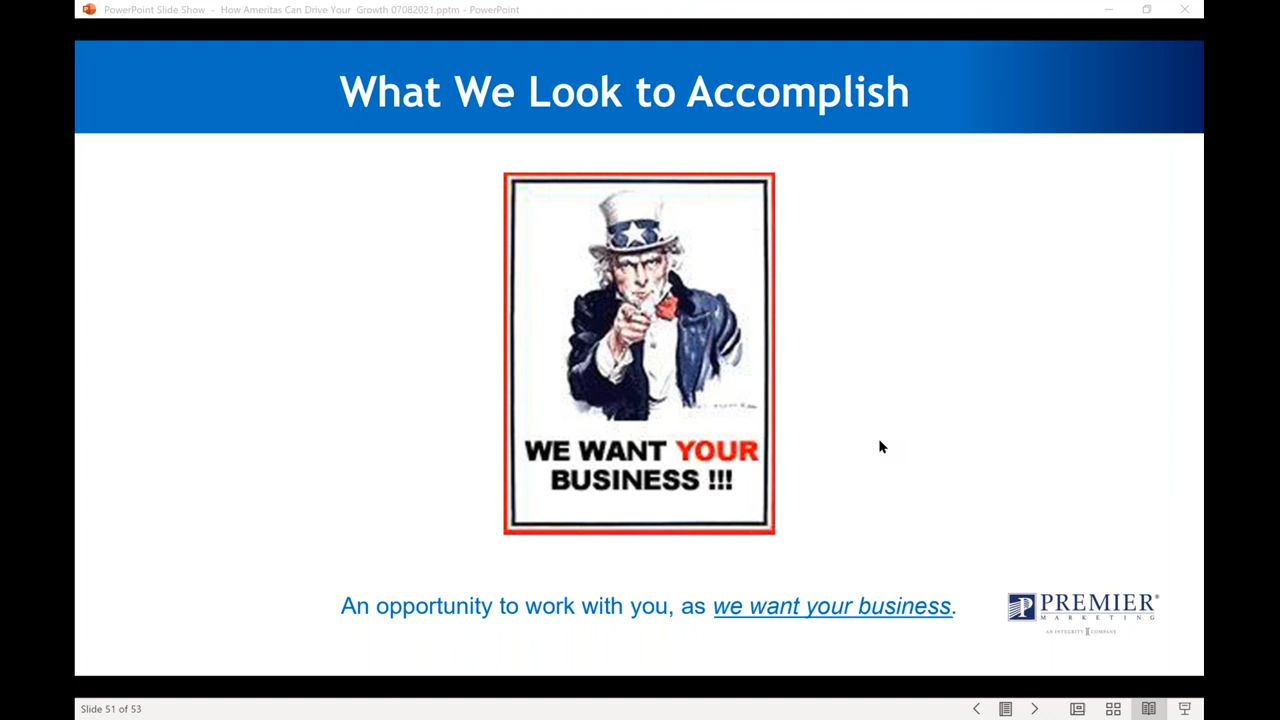 PowerPoint Slide Show - How Ameritas Can Drive Your Growth 07082021.pptm - PowerPoint
What We Look to Accomplish
WE WANT YOUR
BUSINESS !!!
An opportunity to work with you, as we want your business.
P PREMIER®
MARKETING
AN INTEGRITY COMPANY
Slide 51 of 53